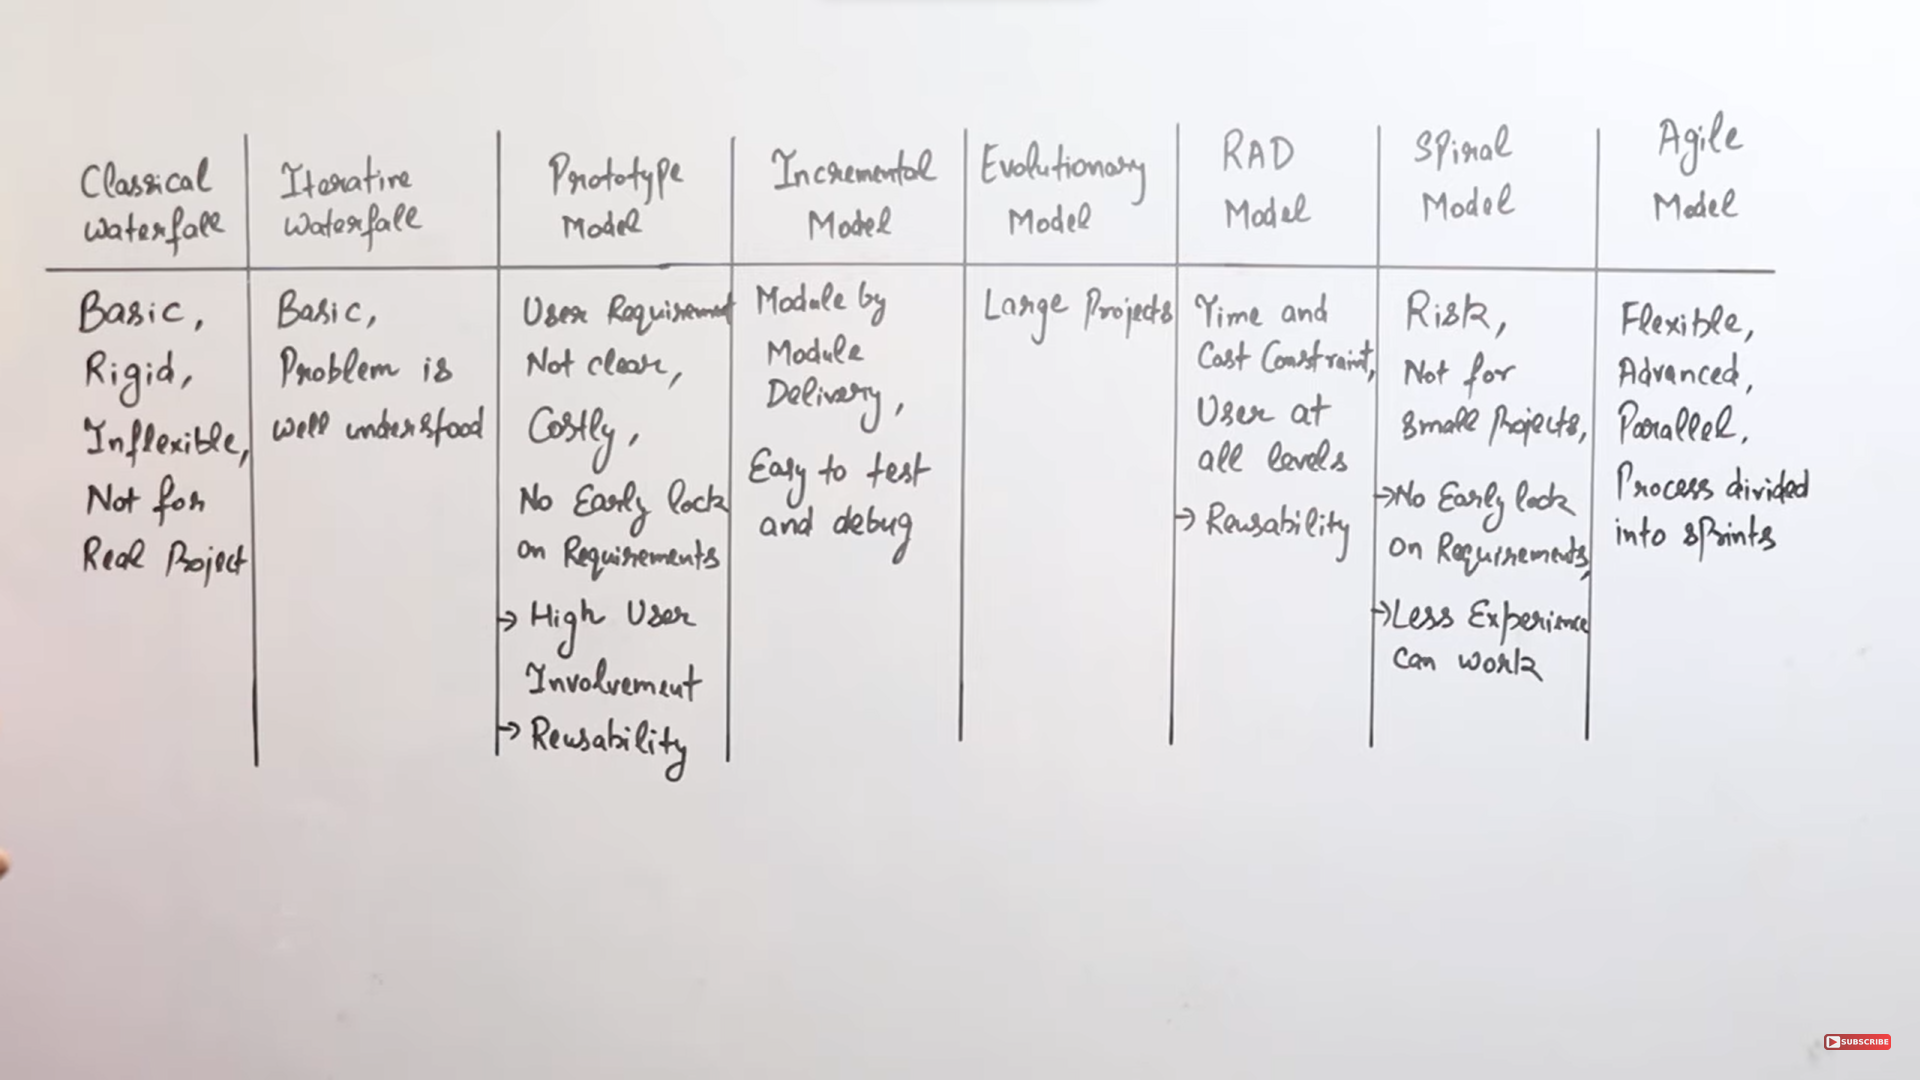 Classical
Waterfall
Iterative
Waterfall
Prototype
Model
Incremental
Model
Evolutionary
Model
RAD
Model
Spiral
Model
Agile
Model
Basic,
Rigid,
Inflexible,
Not for
Real Project
Basic,
Problem is
well understood
User Requirement
Not clear,
Costly,
No Early lock
on Requirements
→ High User
Involvement
→ Reusability
Module by
Module
Delivery,
Easy to test
and debug
Large Projects
Time and
Cost Constraint,
User at
all levels
→ Reusability
Risk,
Not for
small Projects,
→ No Early lock
on Requirements,
→ Less Experience
can work
Flexible,
Advanced,
Parallel,
Process divided
into sprints
SUBSCRIBE